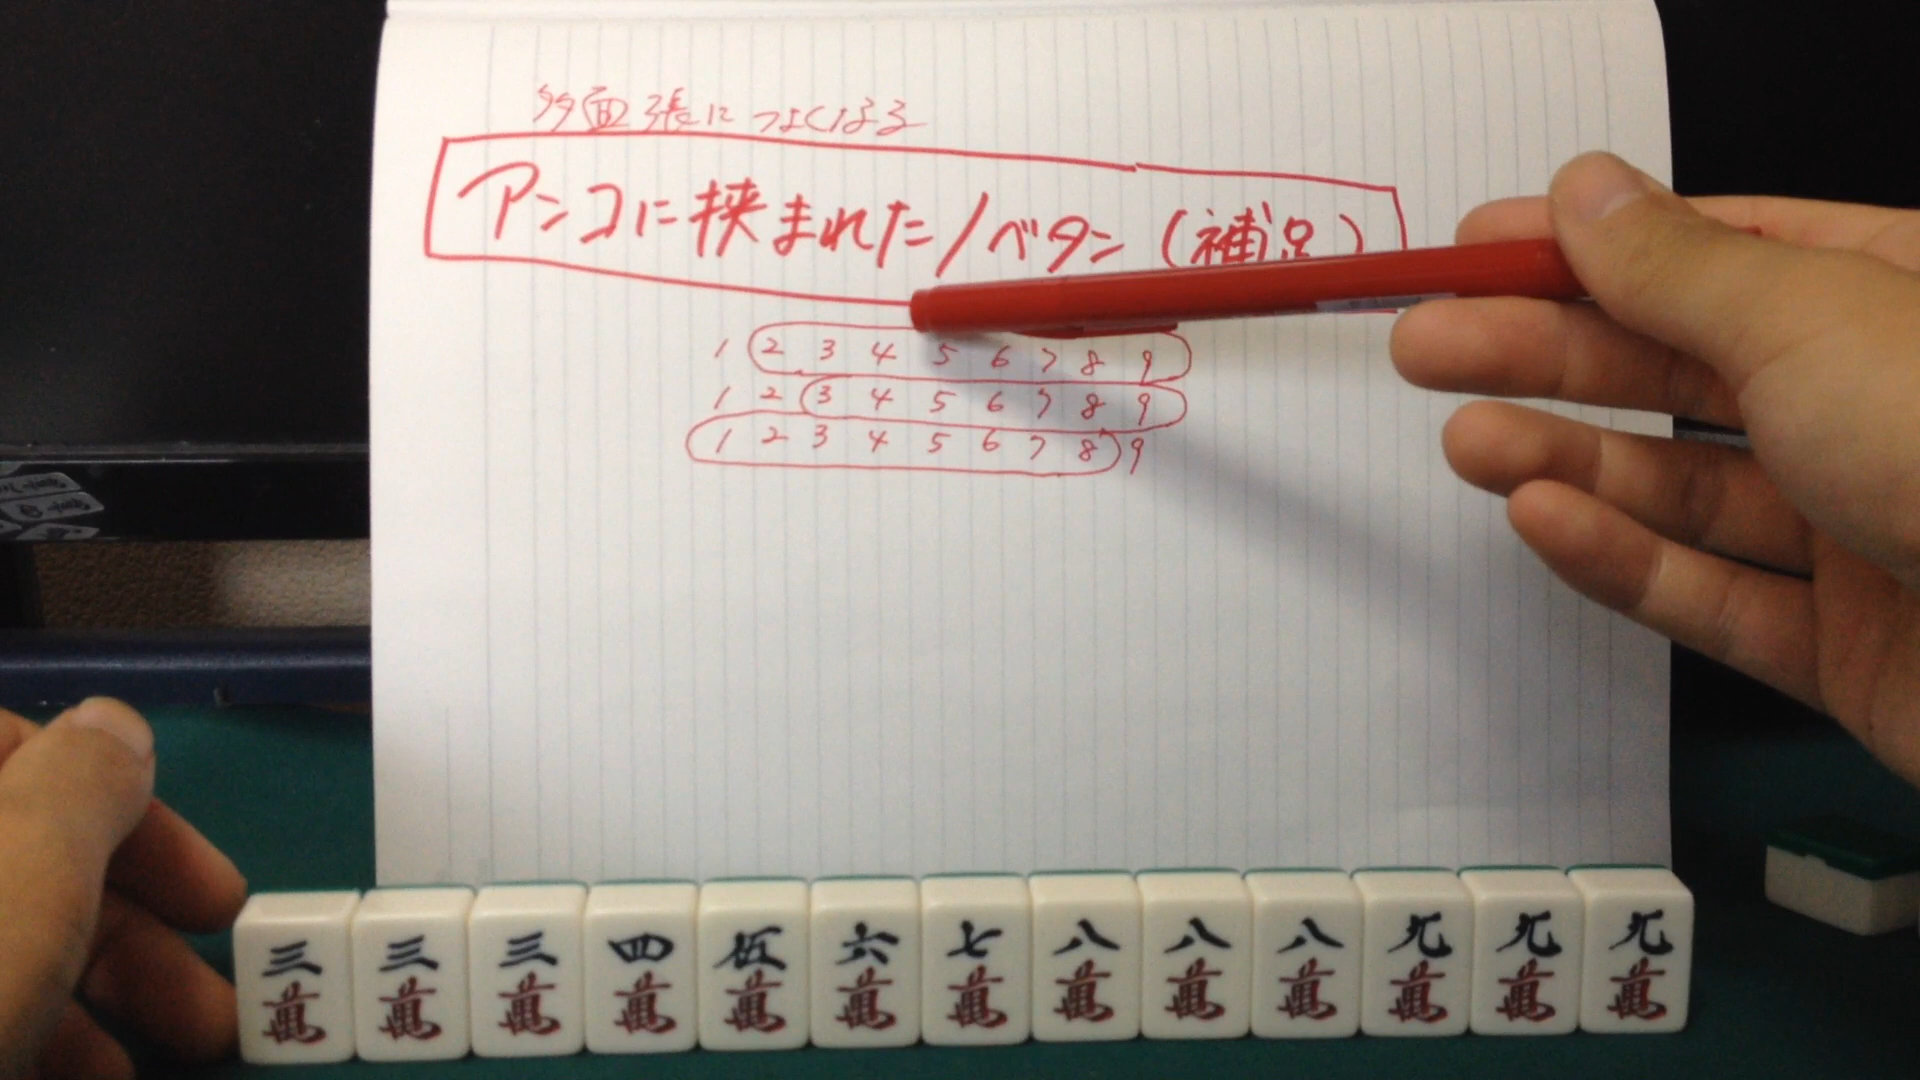 多面張につよくなる
アンコに挟まれたノベタン(補足)
1 2 3 4 5 6 7 8 9
1 2 3 4 5 6 7 8 9
1 2 3 4 5 6 7 8 9
三萬 三萬 三萬 四萬 伍萬 六萬 七萬 八萬 八萬 八萬 九萬 九萬 九萬